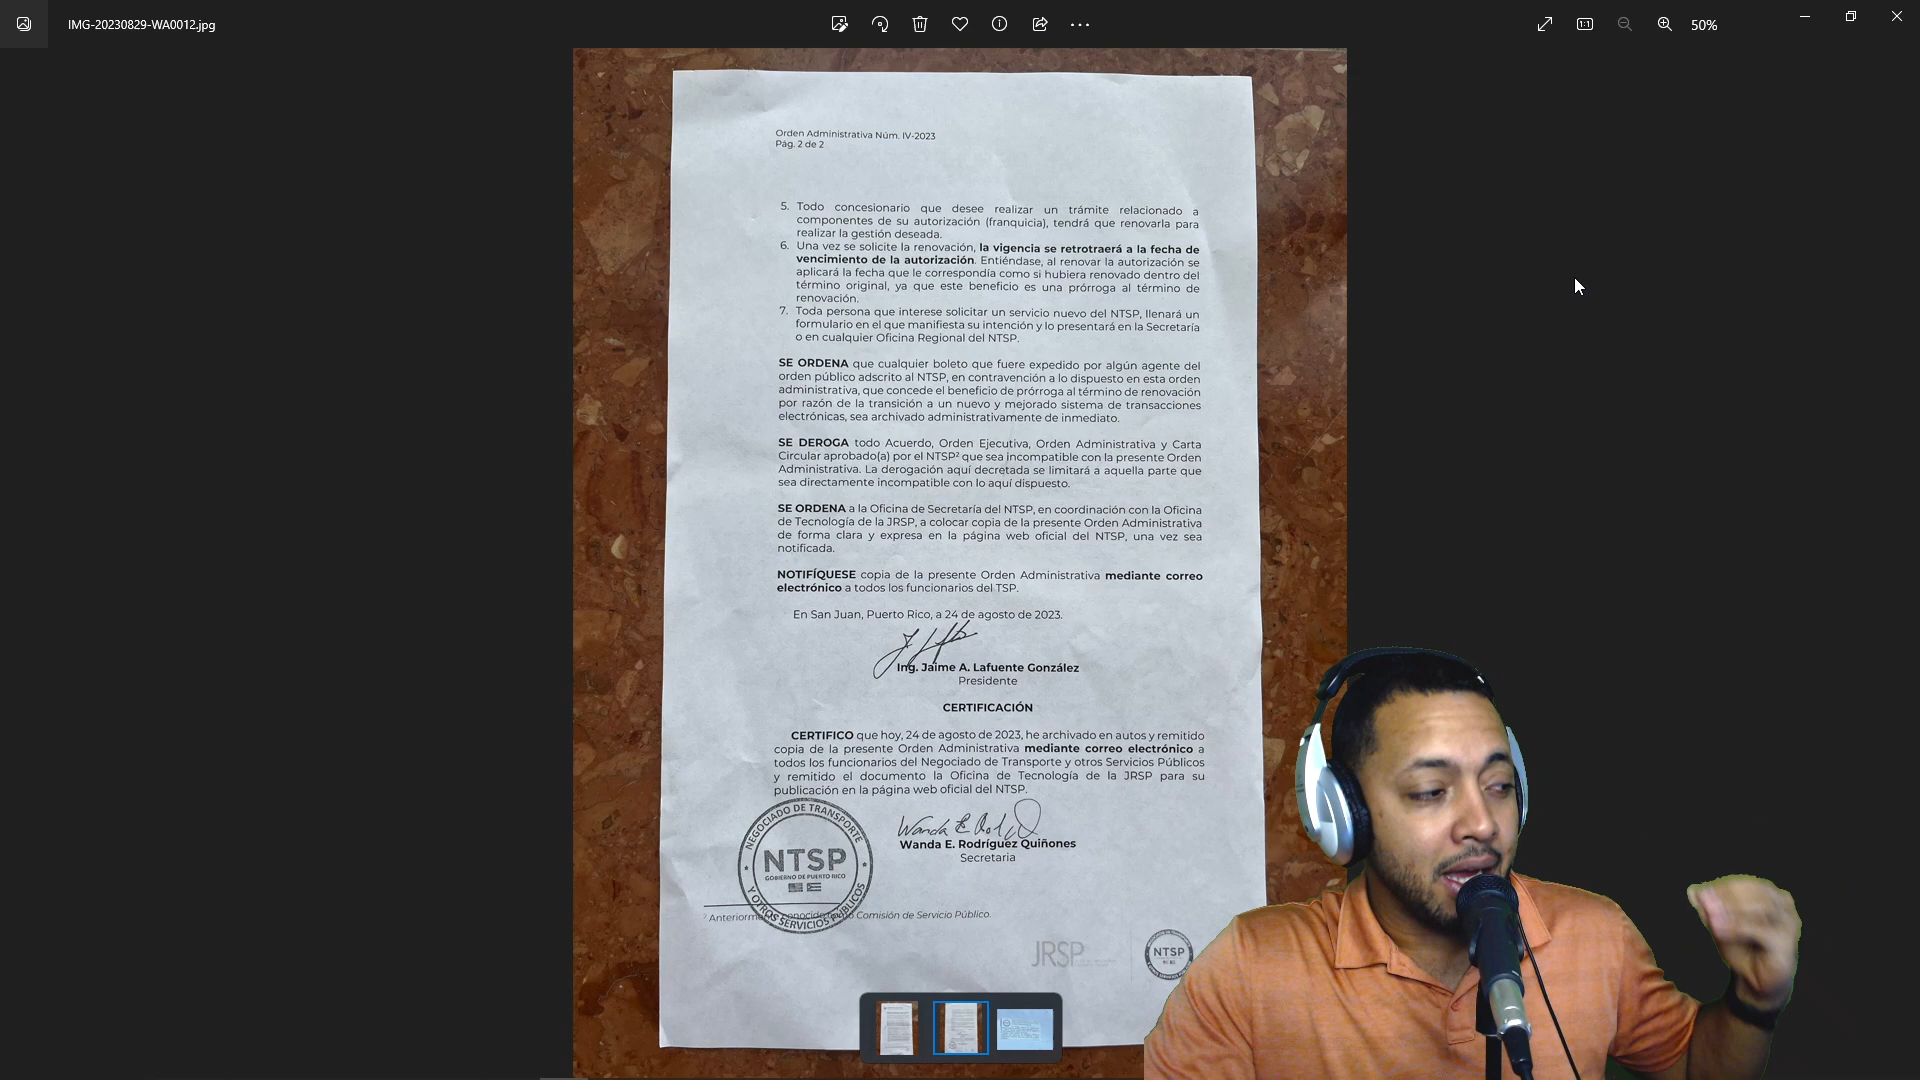 IMG-20230829-WA0012.jpg
50%
Orden Administrativa Núm. IV-2023
Pág. 2 de 2
5. Todo concesionario que desee realizar un trámite relacionado a
componentes de su autorización (franquicia), tendrá que renovarla para
realizar la gestión deseada.
6. Una vez se solicite la renovación, la vigencia se retrotraerá a la fecha de
vencimiento de la autorización. Entiéndase, al renovar la autorización se
aplicará la fecha que le correspondía como si hubiera renovado dentro del
término original, ya que este beneficio es una prórroga al término de
renovación.
7. Toda persona que interese solicitar un servicio nuevo del NTSP, llenará un
formulario en el que manifiesta su intención y lo presentará en la Secretaría
o en cualquier Oficina Regional del NTSP.
SE ORDENA que cualquier boleto que fuere expedido por algún agente del
orden público adscrito al NTSP, en contravención a lo dispuesto en esta orden
administrativa, que concede el beneficio de prórroga al término de renovación
por razón de la transición a un nuevo y mejorado sistema de transacciones
electrónicas, sea archivado administrativamente de inmediato.
SE DEROGA todo Acuerdo, Orden Ejecutiva, Orden Administrativa y Carta
Circular aprobado(a) por el NTSP² que sea incompatible con la presente Orden
Administrativa. La derogación aquí decretada se limitará a aquella parte que
sea directamente incompatible con lo aquí dispuesto.
SE ORDENA a la Oficina de Secretaría del NTSP, en coordinación con la Oficina
de Tecnología de la JRSP, a colocar copia de la presente Orden Administrativa
de forma clara y expresa en la página web oficial del NTSP, una vez sea
notificada.
NOTIFÍQUESE copia de la presente Orden Administrativa mediante correo
electrónico a todos los funcionarios del TSP.
En San Juan, Puerto Rico, a 24 de agosto de 2023.
Ing. Jaime A. Lafuente González
Presidente
CERTIFICACIÓN
CERTIFICO que hoy, 24 de agosto de 2023, he archivado en autos y remitido
copia de la presente Orden Administrativa mediante correo electrónico a
todos los funcionarios del Negociado de Transporte y otros Servicios Públicos
y remitido el documento la Oficina de Tecnología de la JRSP para su
publicación en la página web oficial del NTSP.
Wanda E. Rodríguez Quiñones
Secretaria
NEGOCIADO DE TRANSPORTE
NTSP
GOBIERNO DE PUERTO RICO
Y OTROS SERVICIOS PÚBLICOS
² Anteriormente conocido como Comisión de Servicio Público.
JRSP
NTSP